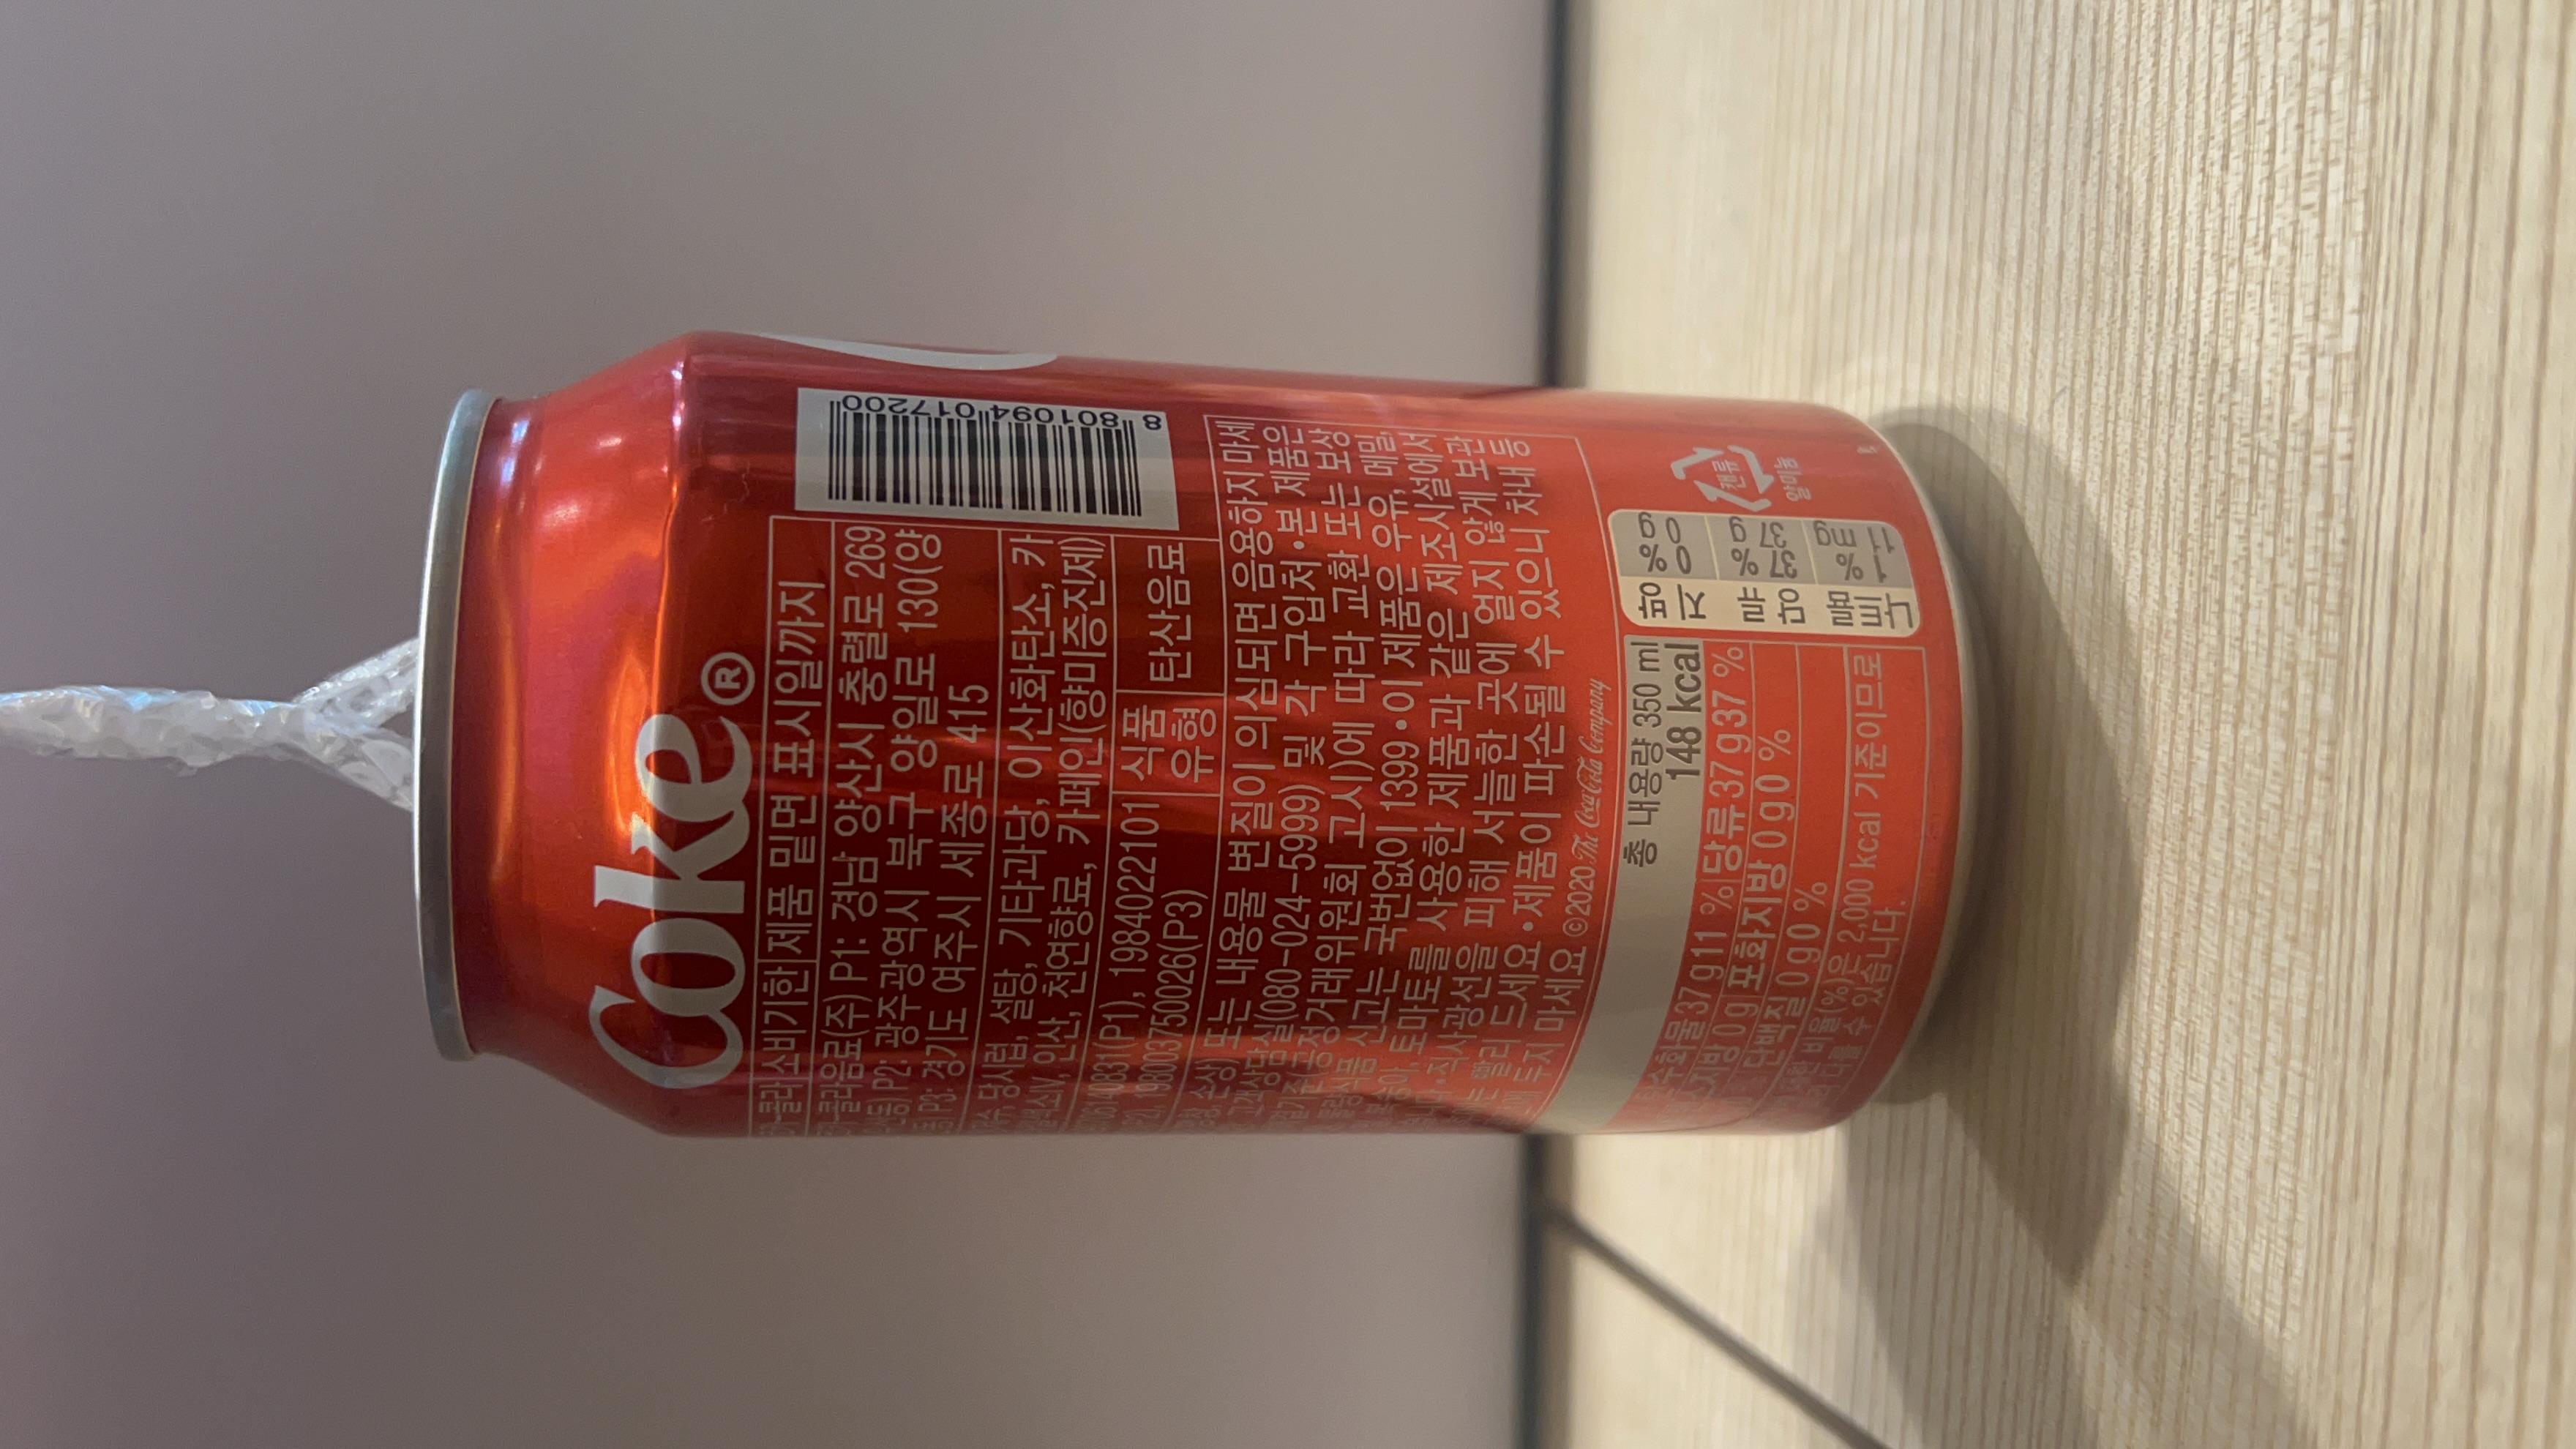 Coke®
소비기한 제품 밑면 표시일까지
콜라음료(주) P1: 경남 양산시 충렬로 269
P2: 광주광역시 북구 양일로 130(양
P3: 경기도 여주시 세종로 415
당시럽, 설탕, 기타과당, 이산화탄소, 카
인산, 천연향료, 카페인(향미증진제)
(P1), 1984022101
198003750026(P3)
식품
유형
탄산음료
손상) 또는 내용물 변질이 의심되면 음용하지 마세
고객상담실(080-024-5999) 및 각 구입처 •본 제품은
(공정거래위원회 고시)에 따라 교환 또는 보상
신고는 국번없이 1399 •이 제품은 우유, 메밀,
토마토를 사용한 제품과 같은 제조시설에서
•직사광선을 피해 서늘한 곳에 얼지 않게 보관
빨리 드세요 •제품이 파손될 수 있으니 차내 등
두지 마세요 ©2020 The Coca-Cola Company
8 801094 017200
총 내용량 350 ml
148 kcal
탄수화물 37 g 11 % 당류 37 g 37 %
0 g 포화지방 0 g 0 %
단백질 0 g 0 %
비율(%)은 2,000 kcal 기준이므로
다를 수 있습니다.
나트륨 당류 지방
1 % 37 % 0 %
11 mg 37 g 0 g
캔류
알미늄